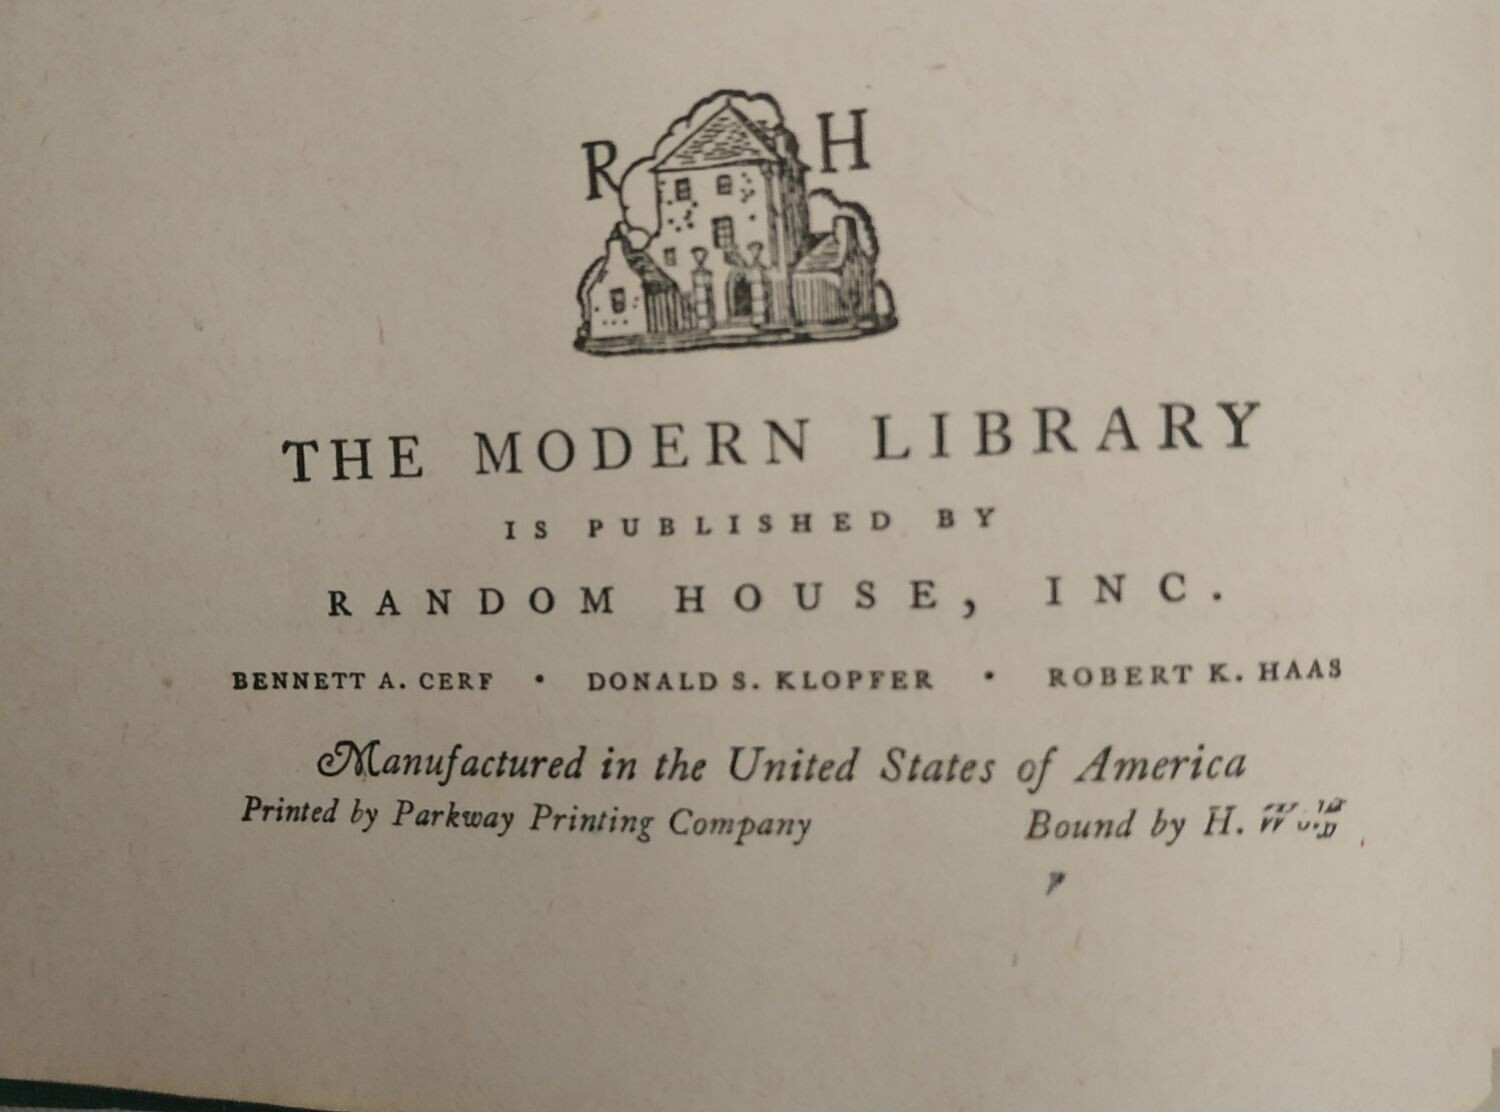 R H
THE MODERN LIBRARY
IS PUBLISHED BY
RANDOM HOUSE, INC.
BENNETT A. CERF • DONALD S. KLOPFER • ROBERT K. HAAS
Manufactured in the United States of America
Printed by Parkway Printing Company Bound by H.